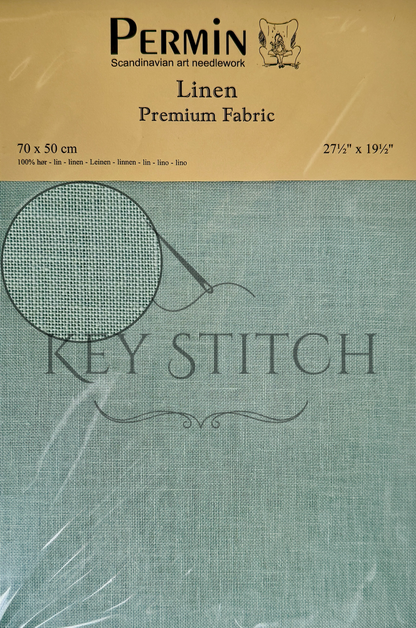 PERMIN
Scandinavian art needlework
Linen
Premium Fabric
70 x 50 cm
27½" x 19½"
100% hør - lin - linen - Leinen - linnen - lin - lino - lino
KEY STITCH